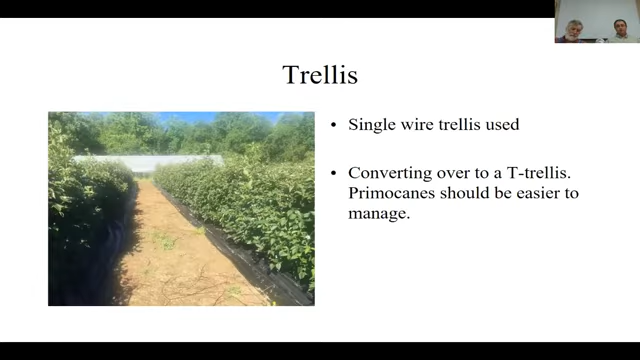 Trellis
• Single wire trellis used
• Converting over to a T-trellis.
Primocanes should be easier to
manage.